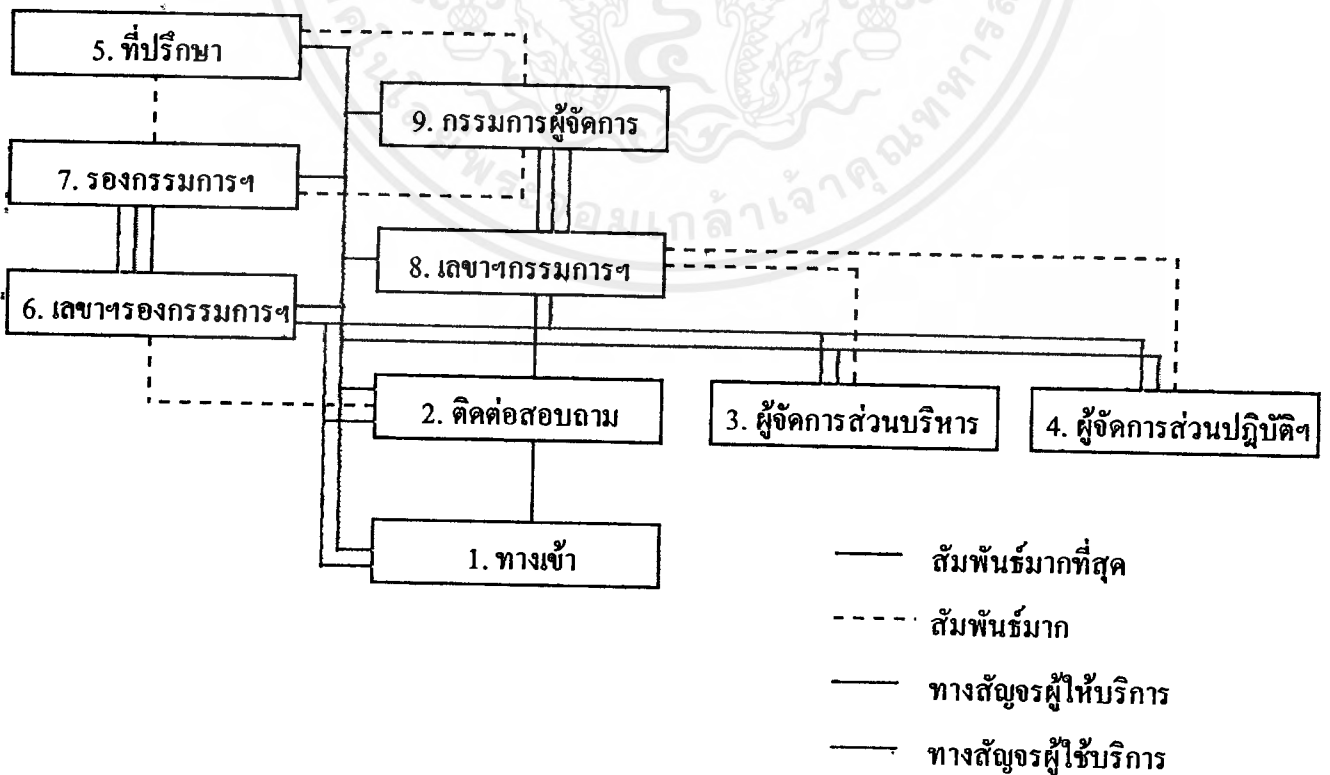 5. ที่ปรึกษา
9. กรรมการผู้จัดการ
7. รองกรรมการฯ
8. เลขาฯกรรมการฯ
6. เลขาฯรองกรรมการฯ
2. ติดต่อสอบถาม
3. ผู้จัดการส่วนบริหาร
4. ผู้จัดการส่วนปฎิบัติฯ
1. ทางเข้า
สัมพันธ์มากที่สุด
สัมพันธ์มาก
ทางสัญจรผู้ให้บริการ
ทางสัญจรผู้ใช้บริการ